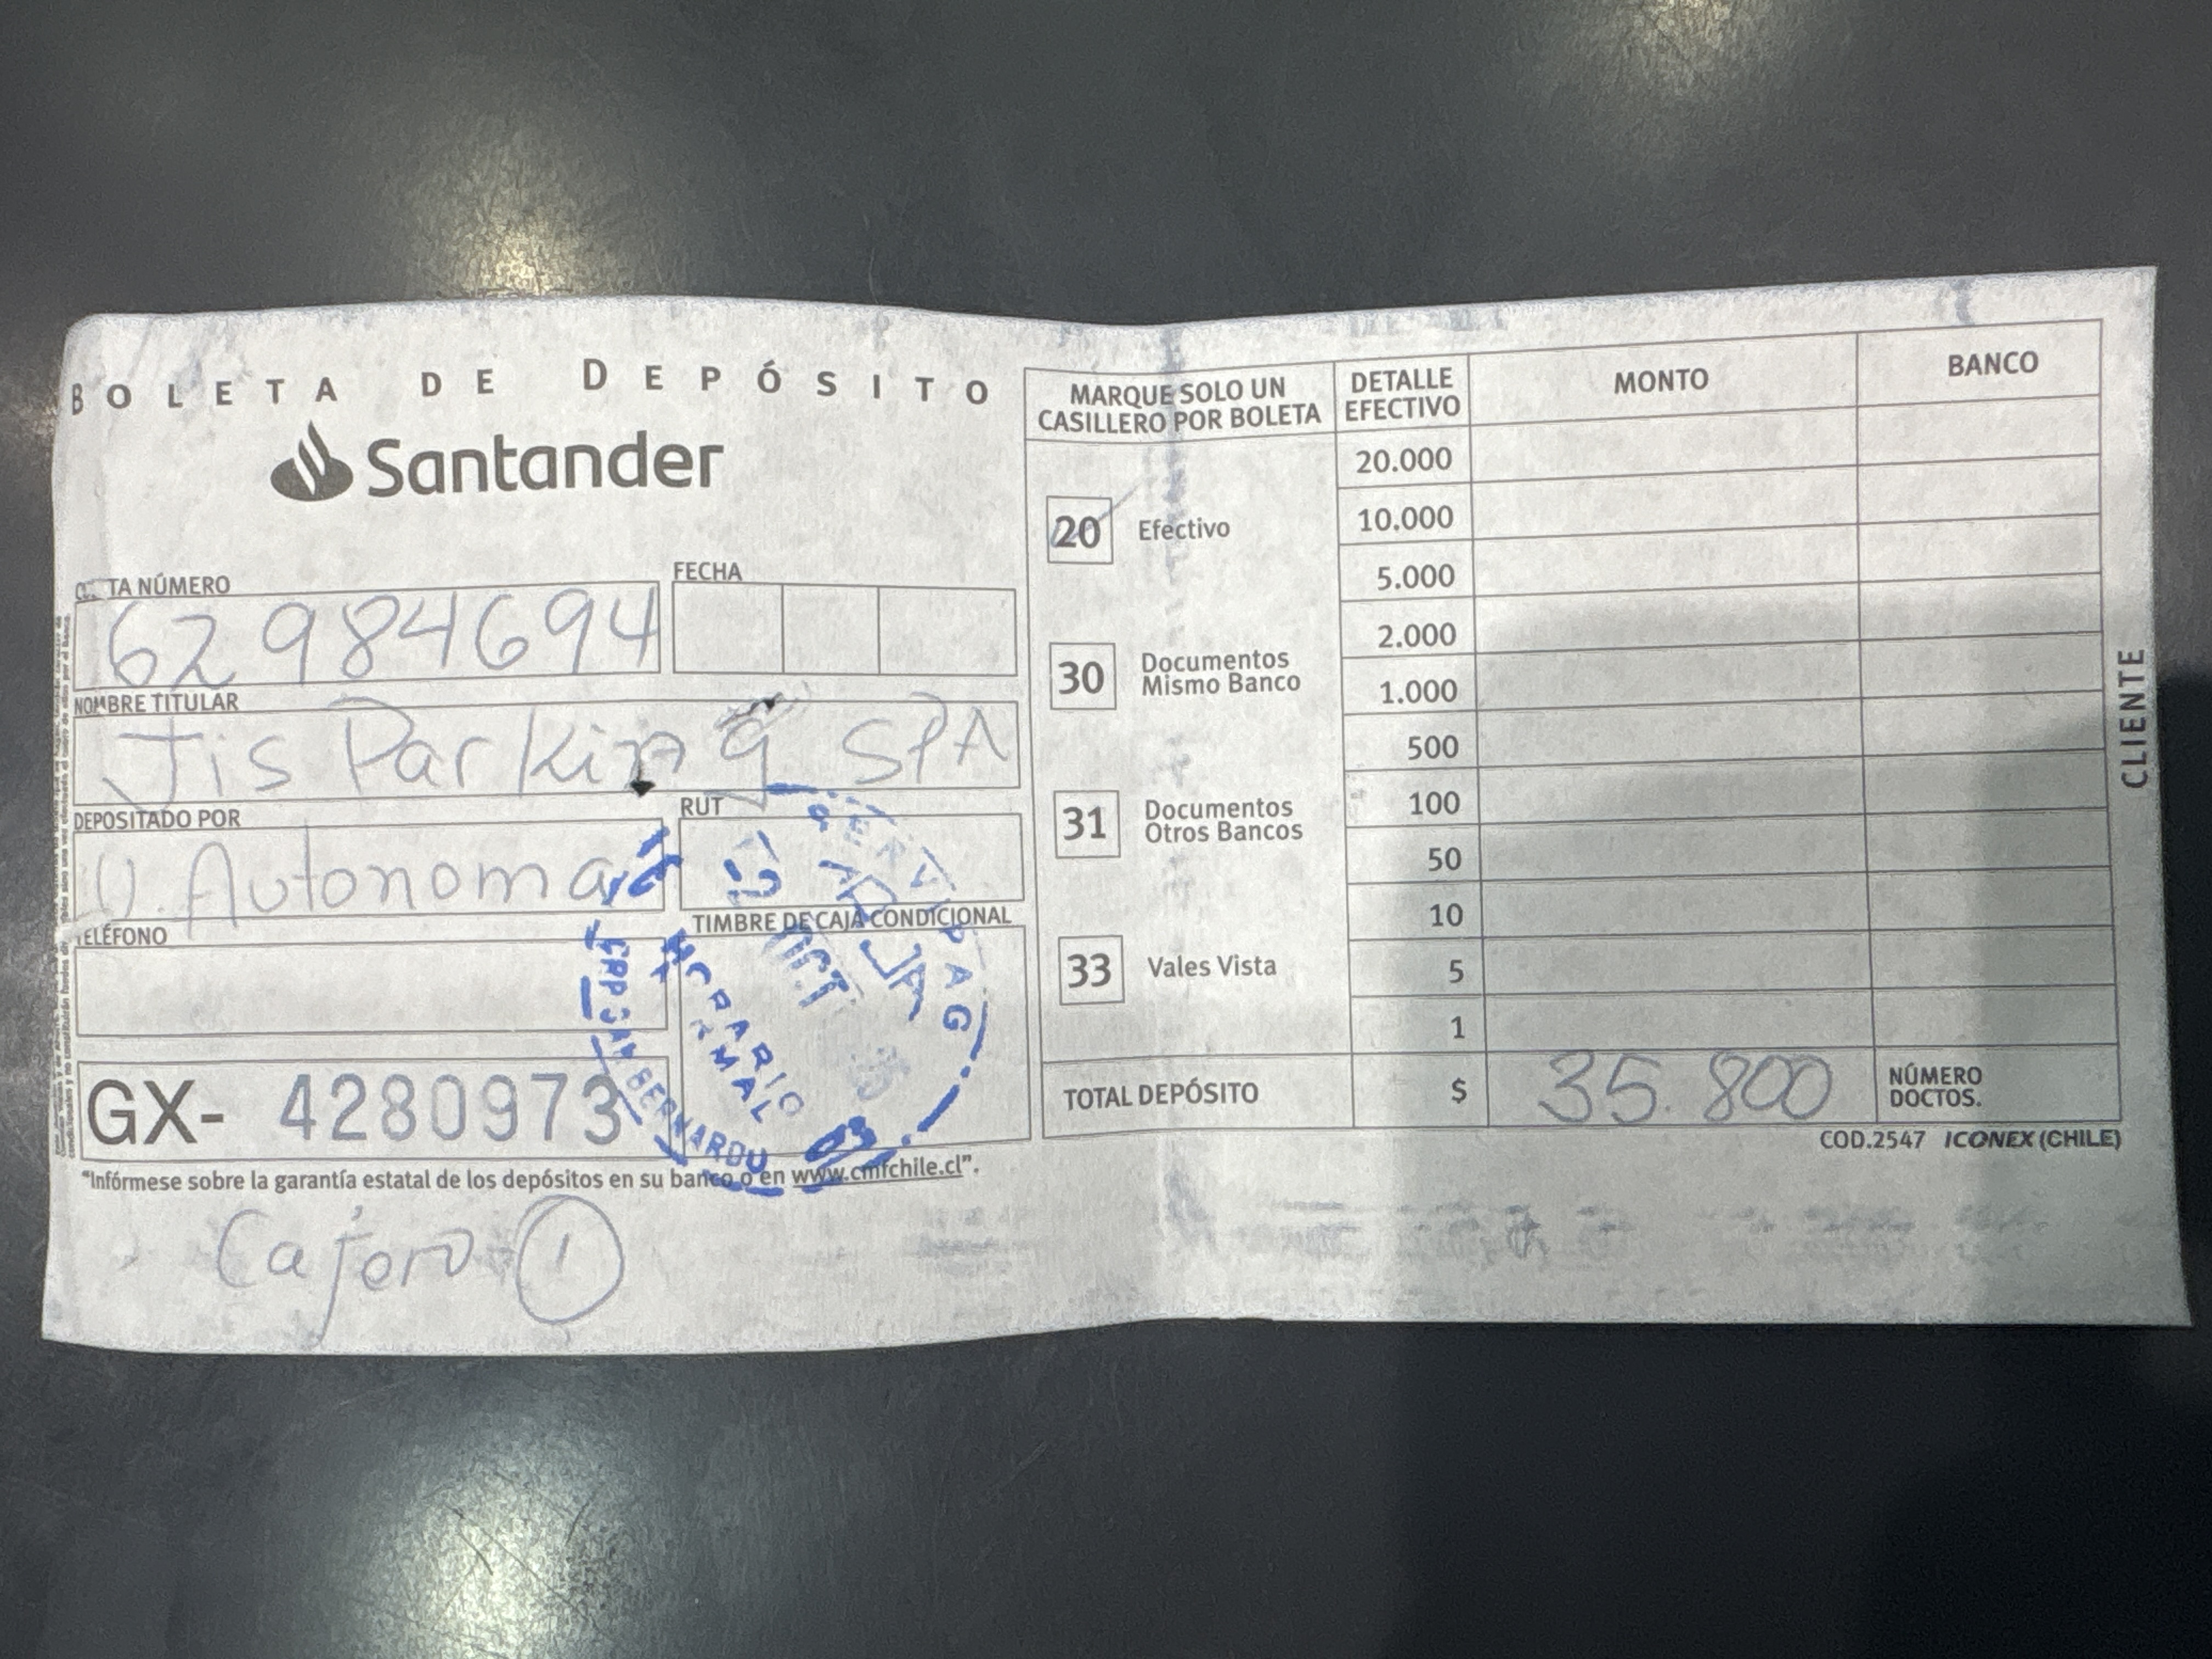 BOLETA DE DEPÓSITO
Santander
TA NÚMERO
62984694
FECHA
NOMBRE TITULAR
Jis Parking SPA
DEPOSITADO POR
U. Autonoma
RUT
TELÉFONO
TIMBRE DE CAJA CONDICIONAL
SERVIPAG
HORARIO
NORMAL
SAN BERNARDO
GX- 4280973
"Infórmese sobre la garantía estatal de los depósitos en su banco o en www.cmfchile.cl".
Cajero 1
MARQUE SOLO UN
CASILLERO POR BOLETA
20 Efectivo
30 Documentos
Mismo Banco
31 Documentos
Otros Bancos
33 Vales Vista
DETALLE
EFECTIVO
MONTO
BANCO
20.000
10.000
5.000
2.000
1.000
500
100
50
10
5
1
TOTAL DEPÓSITO $ 35.800
NÚMERO
DOCTOS.
COD.2547 ICONEX (CHILE)
CLIENTE